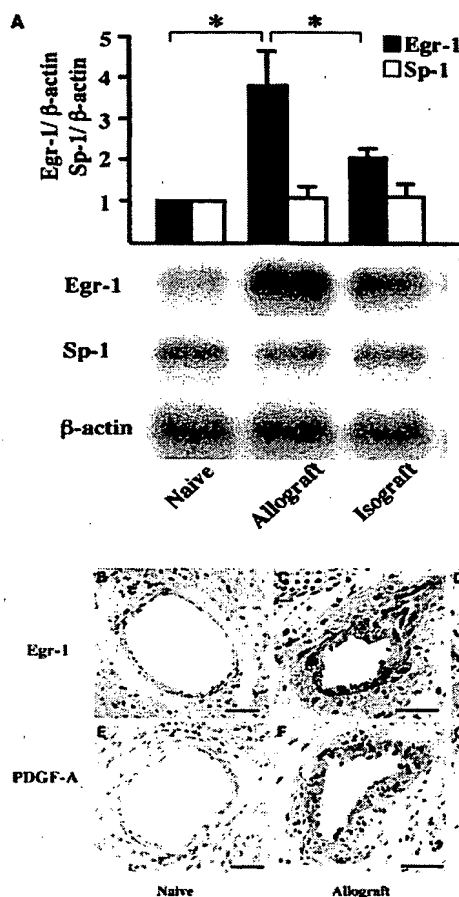 A
* *
Egr-1
Sp-1
Egr-1/β-actin
Sp-1/β-actin
5
4
3
2
1
Egr-1
Sp-1
β-actin
Naive
Allograft
Isograft
B
C
D
Egr-1
E
F
PDGF-A
Naive
Allograft